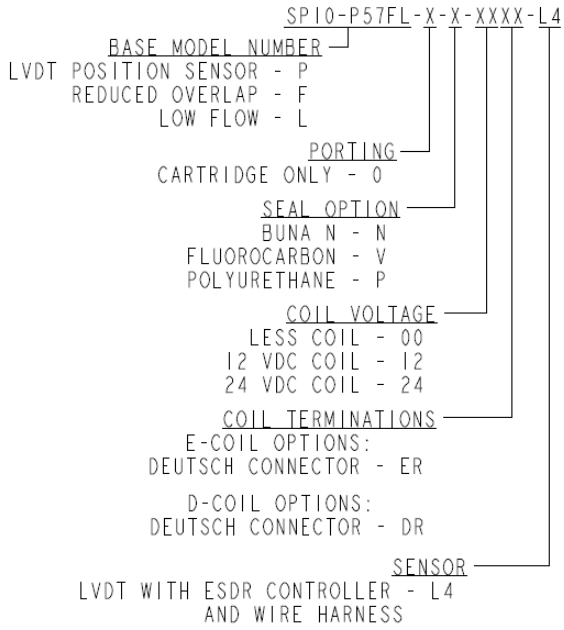 SP10-P57FL-X-X-XXXX-L4
BASE MODEL NUMBER
LVDT POSITION SENSOR - P
REDUCED OVERLAP - F
LOW FLOW - L
PORTING
CARTRIDGE ONLY - 0
SEAL OPTION
BUNA N - N
FLUOROCARBON - V
POLYURETHANE - P
COIL VOLTAGE
LESS COIL - 00
12 VDC COIL - 12
24 VDC COIL - 24
COIL TERMINATIONS
E-COIL OPTIONS:
DEUTSCH CONNECTOR - ER
D-COIL OPTIONS:
DEUTSCH CONNECTOR - DR
SENSOR
LVDT WITH ESDR CONTROLLER - L4
AND WIRE HARNESS